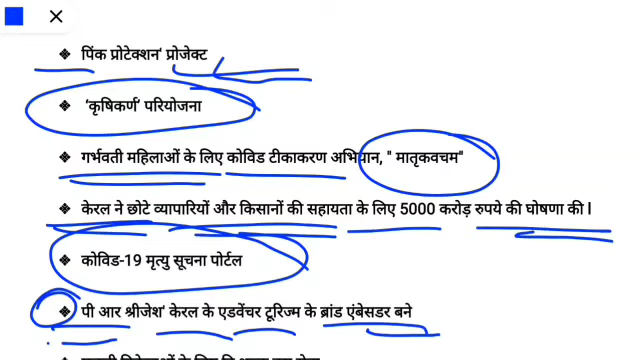 ❖ पिंक प्रोटेक्शन' प्रोजेक्ट
❖ 'कृषिकर्ण' परियोजना
❖ गर्भवती महिलाओं के लिए कोविड टीकाकरण अभियान, " मातृकवचम"
❖ केरल ने छोटे व्यापारियों और किसानों की सहायता के लिए 5000 करोड़ रुपये की घोषणा की l
❖ कोविड-19 मृत्यु सूचना पोर्टल
❖ पी आर श्रीजेश' केरल के एडवेंचर टूरिज्म के ब्रांड एंबेसडर बने